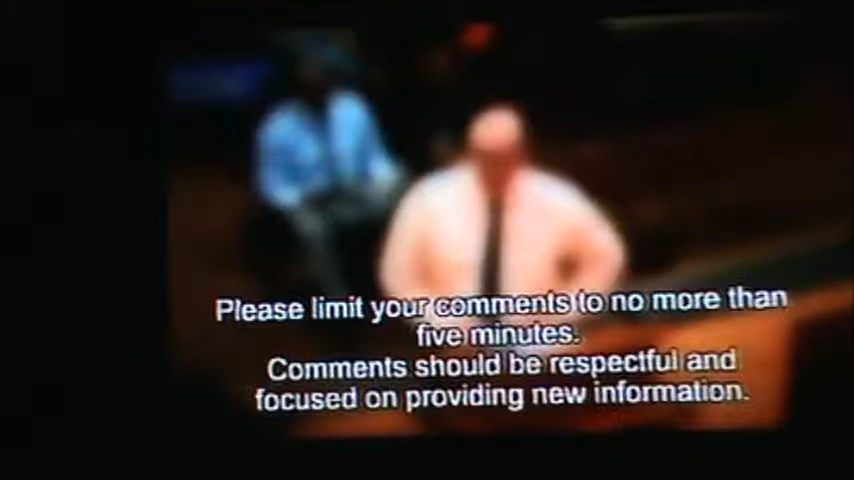 Please limit your comments to no more than
five minutes.
Comments should be respectful and
focused on providing new information.